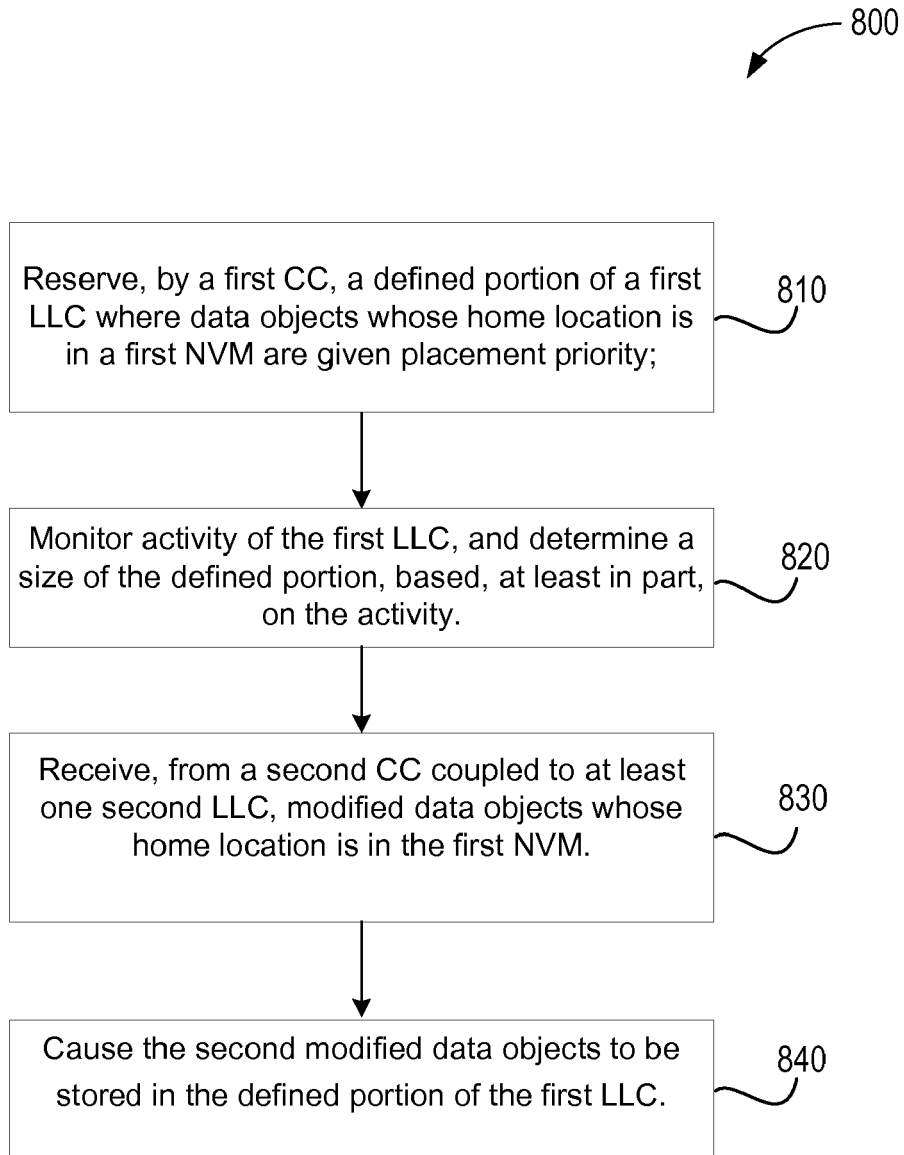 800
Reserve, by a first CC, a defined portion of a first
LLC where data objects whose home location is
in a first NVM are given placement priority;
810
Monitor activity of the first LLC, and determine a
size of the defined portion, based, at least in part,
on the activity.
820
Receive, from a second CC coupled to at least
one second LLC, modified data objects whose
home location is in the first NVM.
830
Cause the second modified data objects to be
stored in the defined portion of the first LLC.
840